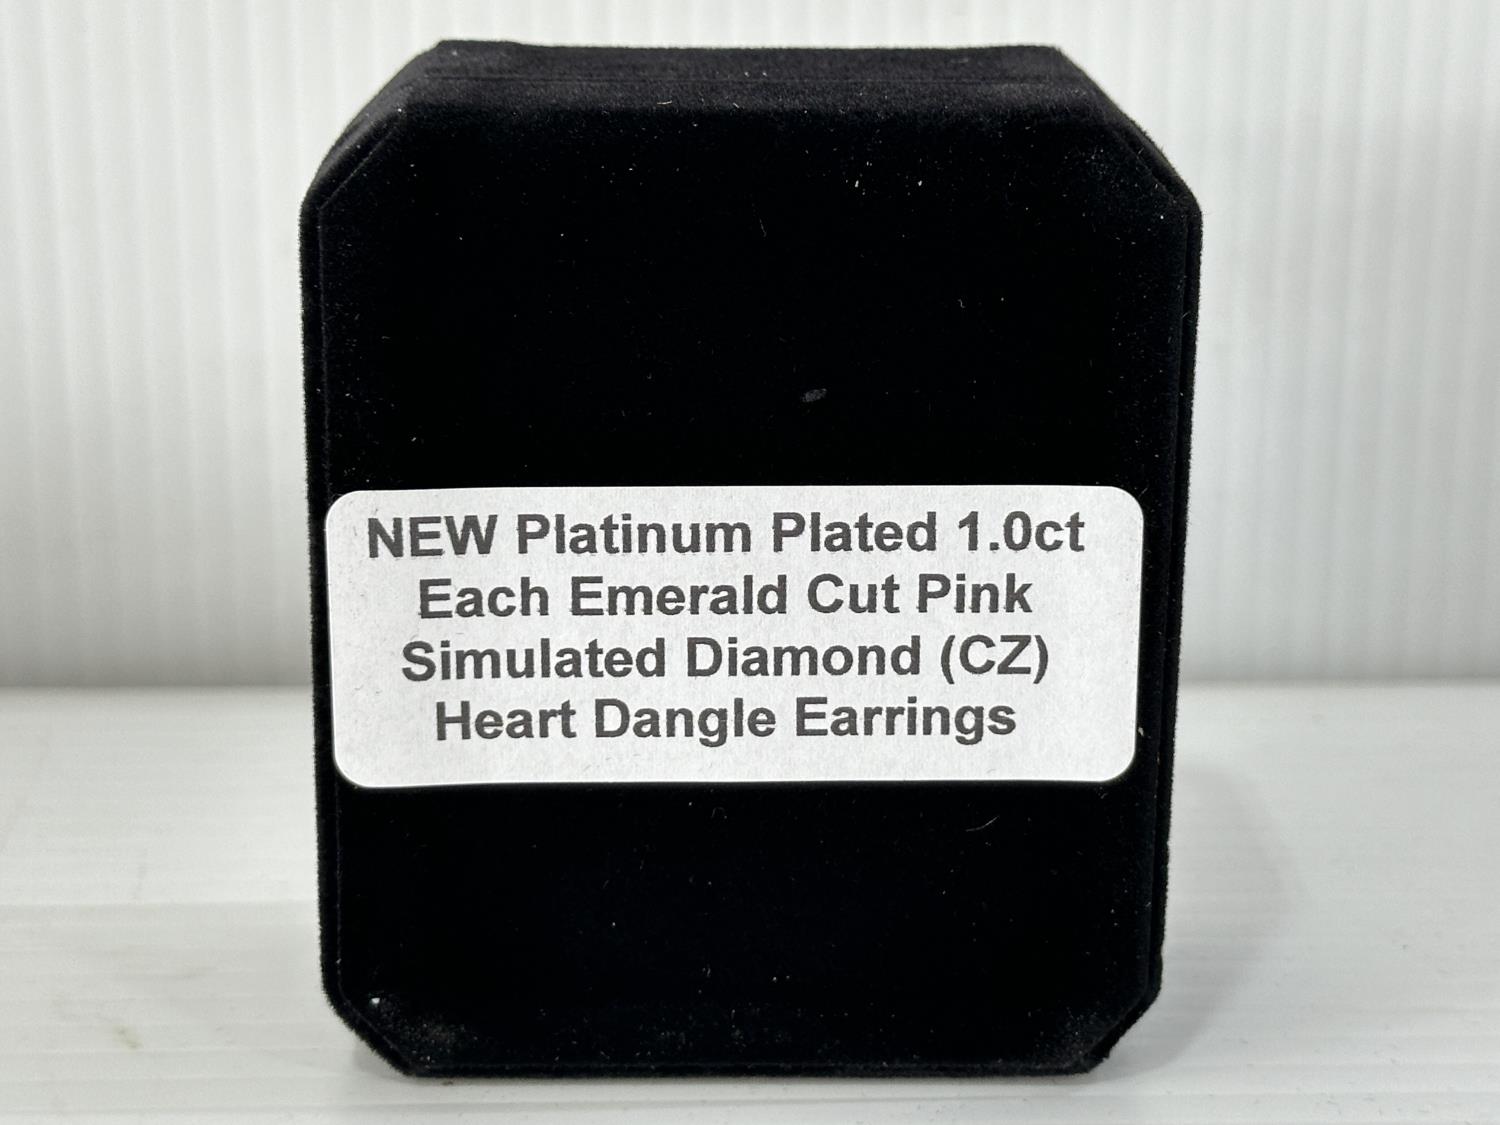 NEW Platinum Plated 1.0ct
Each Emerald Cut Pink
Simulated Diamond (CZ)
Heart Dangle Earrings